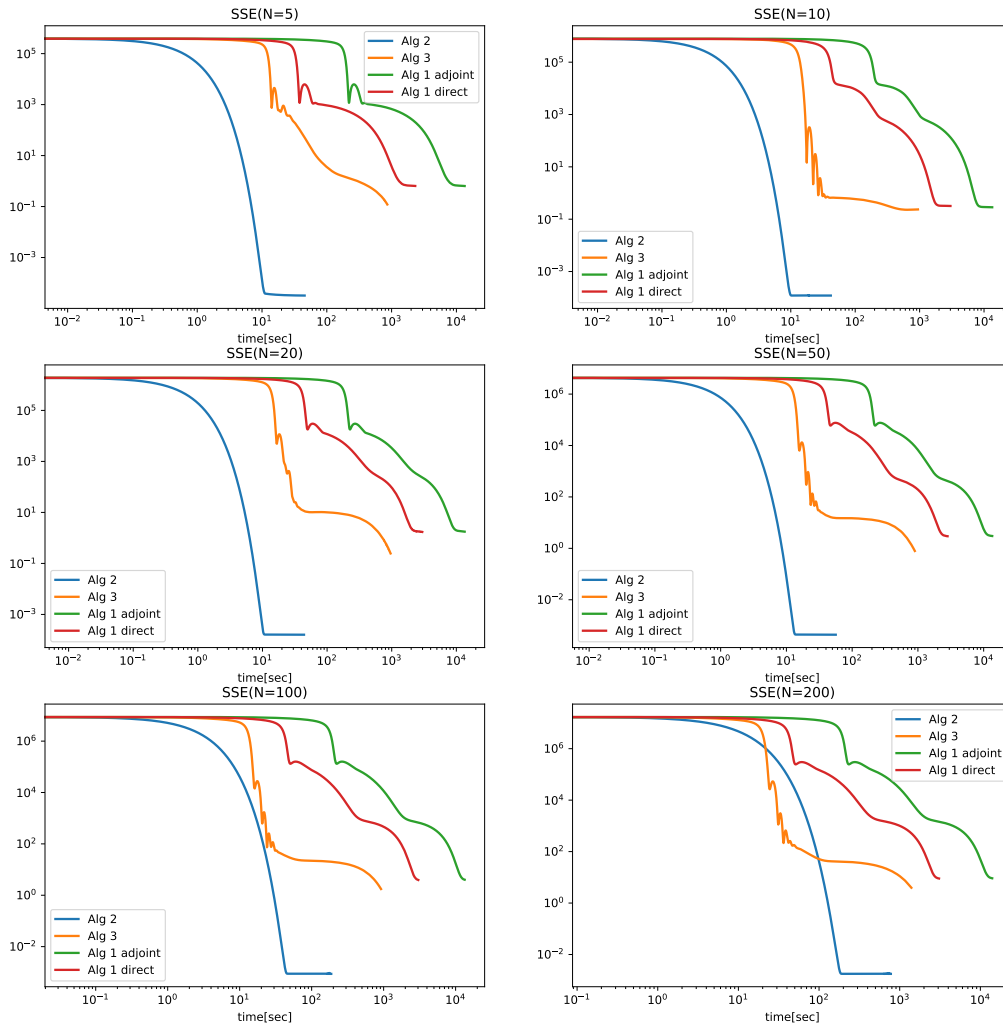 SSE(N=5)
10^5
10^3
10^1
10^-1
10^-3
Alg 2
Alg 3
Alg 1 adjoint
Alg 1 direct
10^-2 10^-1 10^0 10^1 10^2 10^3 10^4
time[sec]
SSE(N=10)
10^5
10^3
10^1
10^-1
10^-3
Alg 2
Alg 3
Alg 1 adjoint
Alg 1 direct
10^-2 10^-1 10^0 10^1 10^2 10^3 10^4
time[sec]
SSE(N=20)
10^5
10^3
10^1
10^-1
10^-3
Alg 2
Alg 3
Alg 1 adjoint
Alg 1 direct
10^-2 10^-1 10^0 10^1 10^2 10^3 10^4
time[sec]
SSE(N=50)
10^6
10^4
10^2
10^0
10^-2
Alg 2
Alg 3
Alg 1 adjoint
Alg 1 direct
10^-2 10^-1 10^0 10^1 10^2 10^3 10^4
time[sec]
SSE(N=100)
10^6
10^4
10^2
10^0
10^-2
Alg 2
Alg 3
Alg 1 adjoint
Alg 1 direct
10^-1 10^0 10^1 10^2 10^3 10^4
time[sec]
SSE(N=200)
10^6
10^4
10^2
10^0
10^-2
Alg 2
Alg 3
Alg 1 adjoint
Alg 1 direct
10^-1 10^0 10^1 10^2 10^3 10^4
time[sec]